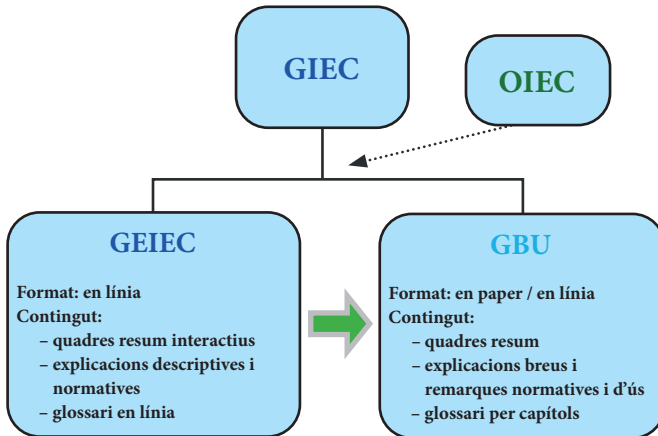 GIEC
OIEC
GEIEC
Format: en línia
Contingut:
– quadres resum interactius
– explicacions descriptives i
normatives
– glossari en línia
GBU
Format: en paper / en línia
Contingut:
– quadres resum
– explicacions breus i
remarques normatives i d'ús
– glossari per capítols